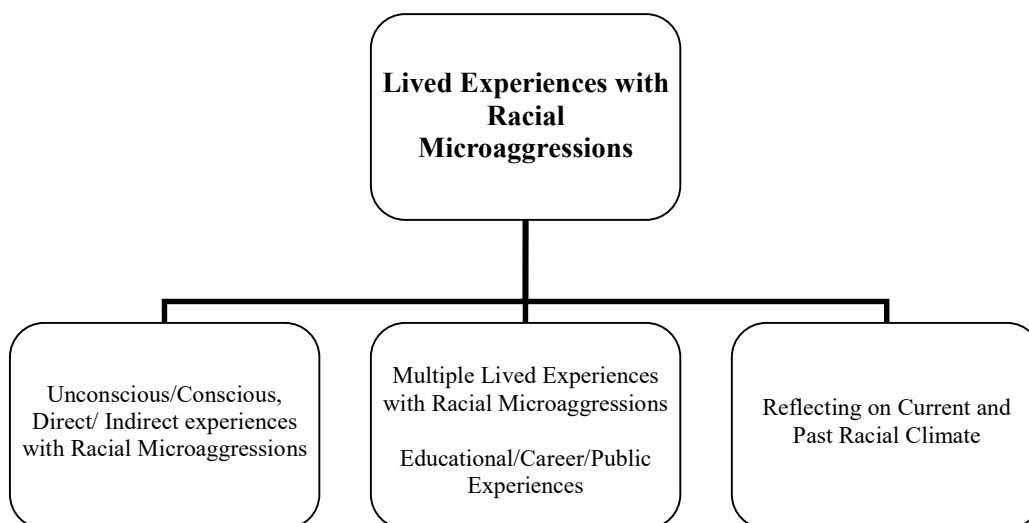 Lived Experiences with
Racial
Microaggressions
Unconscious/Conscious,
Direct/ Indirect experiences
with Racial Microaggressions
Multiple Lived Experiences
with Racial Microaggressions
Educational/Career/Public
Experiences
Reflecting on Current and
Past Racial Climate